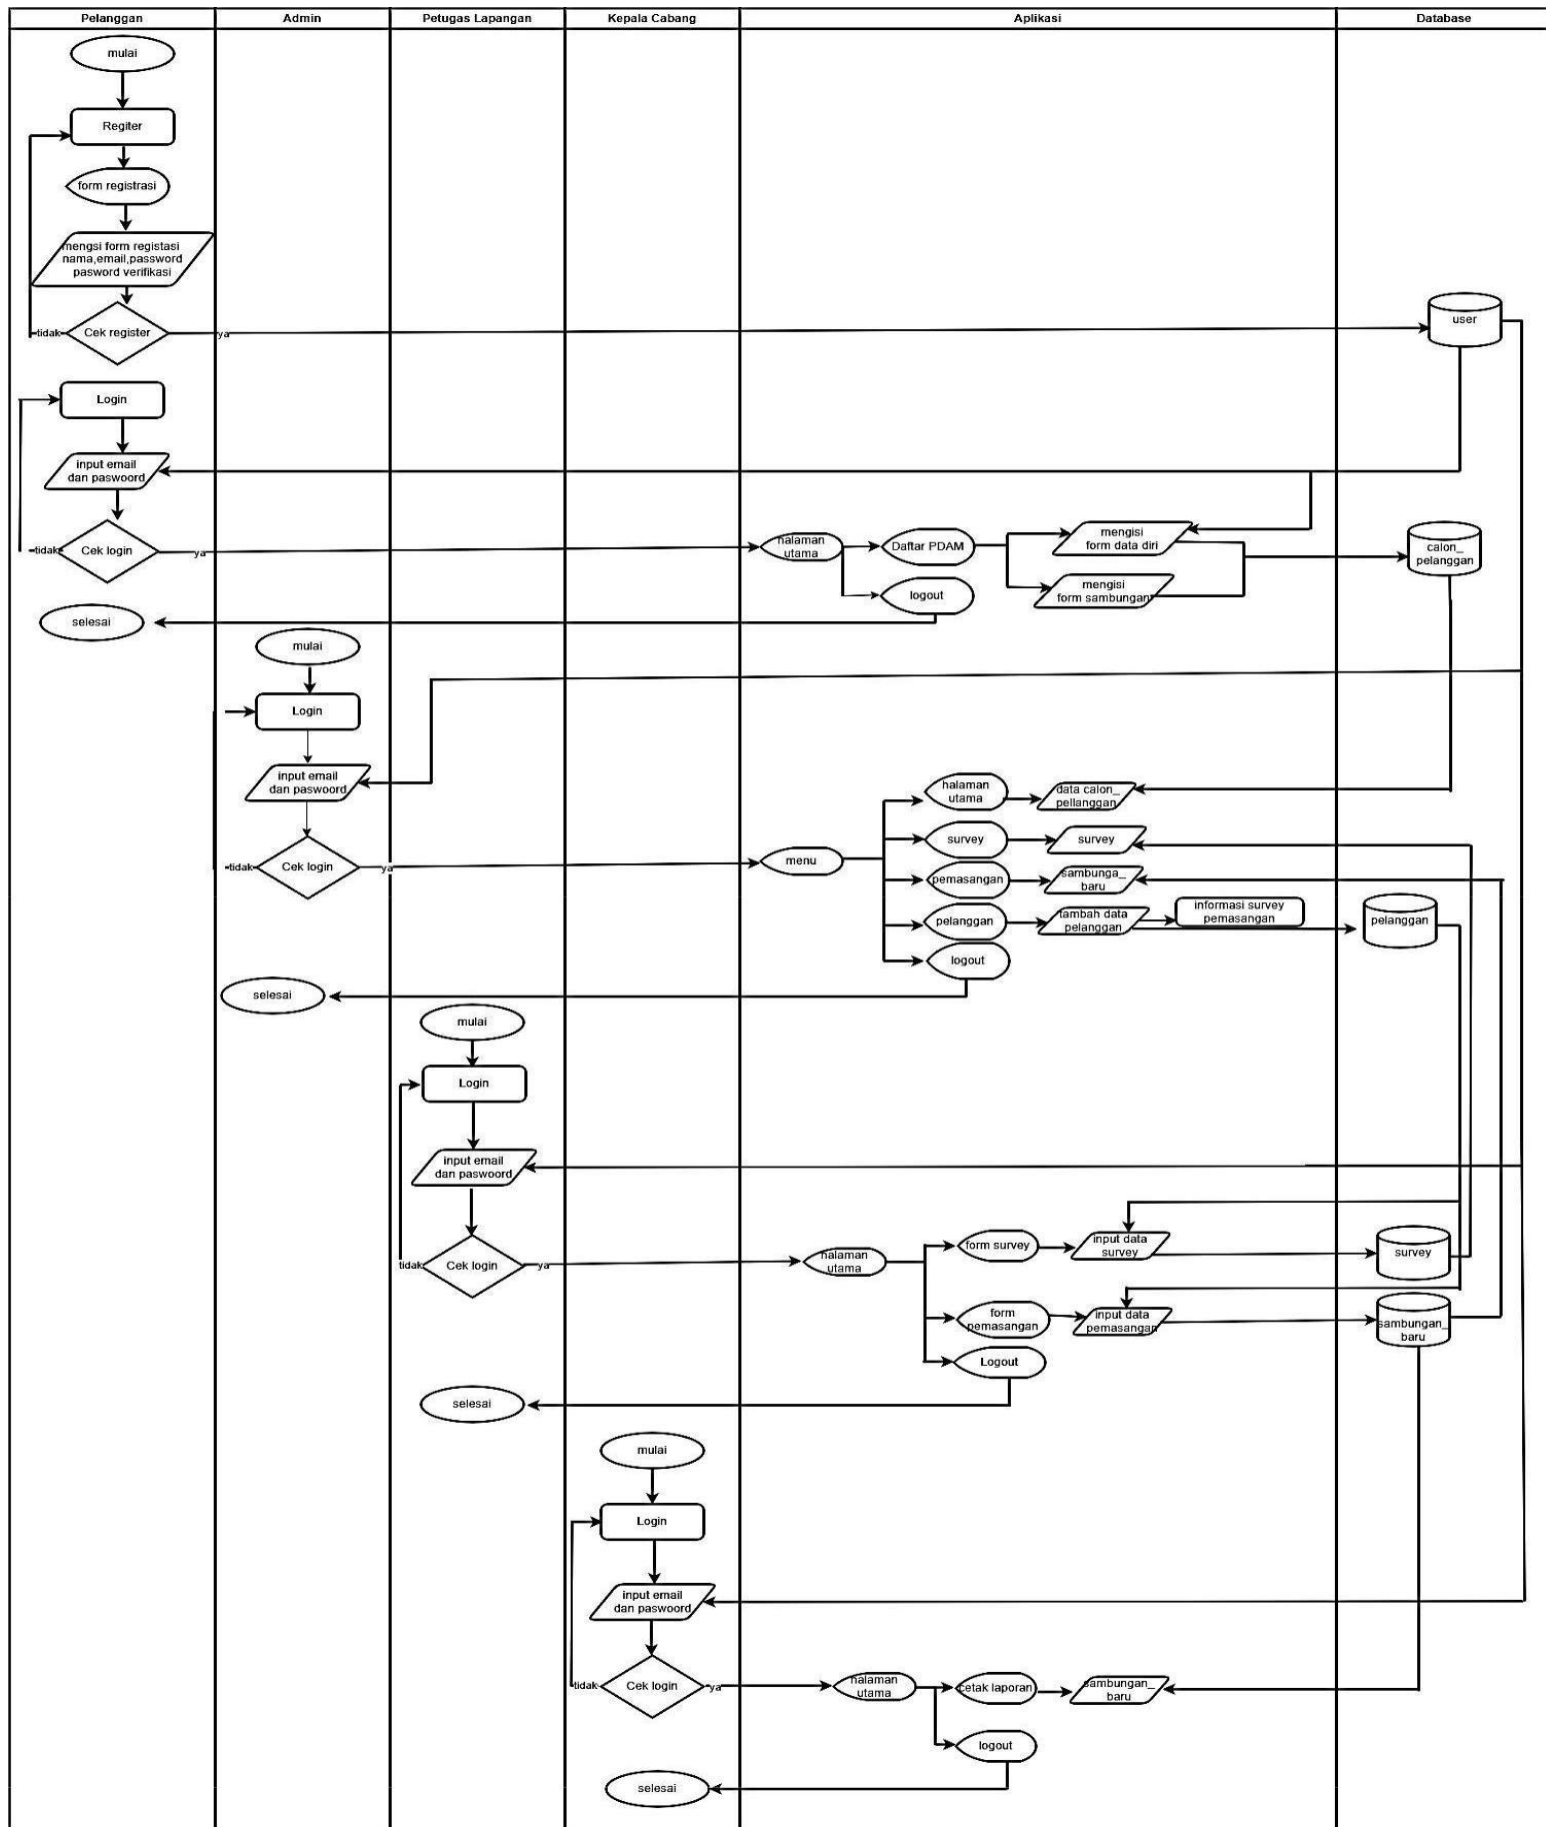 Pelanggan
Admin
Petugas Lapangan
Kepala Cabang
Aplikasi
Database
mulai
Regiter
form registrasi
mengsi form registasi
nama,email,password
pasword verifikasi
tidak
Cek register
ya
user
Login
input email
dan paswoord
tidak
Cek login
ya
halaman
utama
Daftar PDAM
mengisi
form data diri
calon_
pelanggan
logout
mengisi
form sambungan
selesai
mulai
Login
input email
dan paswoord
tidak
Cek login
ya
menu
halaman
utama
data calon_
pellanggan
survey
survey
pemasangan
sambunga_
baru
pelanggan
tambah data
pelanggan
informasi survey
pemasangan
pelanggan
logout
selesai
mulai
Login
input email
dan paswoord
tidak
Cek login
ya
halaman
utama
form survey
input data
survey
survey
form
pemasangan
input data
pemasangan
sambungan_
baru
Logout
selesai
mulai
Login
input email
dan paswoord
tidak
Cek login
ya
halaman
utama
cetak laporan
sambungan_
baru
logout
selesai